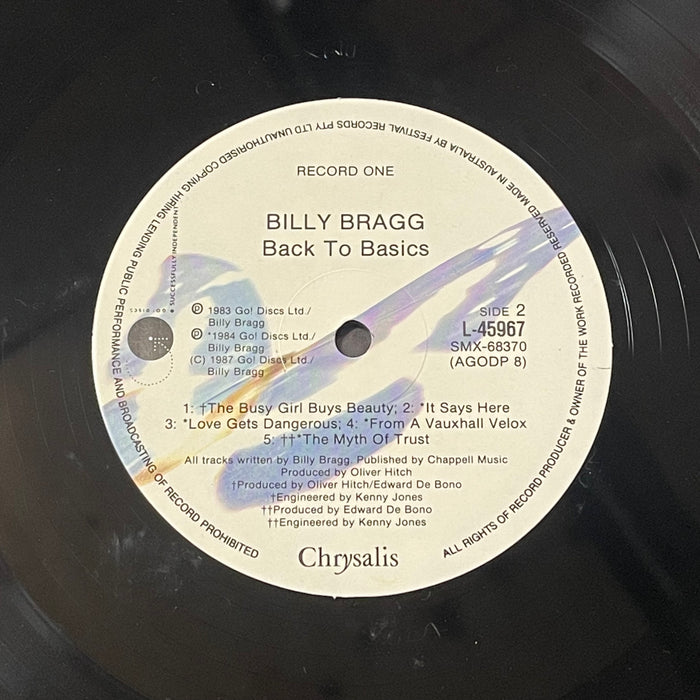 RECORD ONE
BILLY BRAGG
Back To Basics
℗ 1983 Go! Discs Ltd./
Billy Bragg
℗ *1984 Go! Discs Ltd./
Billy Bragg
(C) 1987 Go! Discs Ltd./
Billy Bragg
SIDE 2
L-45967
SMX-68370
(AGODP 8)
1: †The Busy Girl Buys Beauty; 2: *It Says Here
3: *Love Gets Dangerous; 4: *From A Vauxhall Velox
5: ††*The Myth Of Trust
All tracks written by Billy Bragg. Published by Chappell Music
Produced by Oliver Hitch
†Produced by Oliver Hitch/Edward De Bono
†Engineered by Kenny Jones
††Produced by Edward De Bono
††Engineered by Kenny Jones
Chrysalis
ALL RIGHTS OF RECORD PRODUCER & OWNER OF THE WORK RECORDED RESERVED MADE IN AUSTRALIA BY FESTIVAL RECORDS PTY LTD UNAUTHORISED COPYING HIRING LENDING PUBLIC PERFORMANCE AND BROADCASTING OF RECORD PROHIBITED
GO! DISCS • SUCCESSFULLY INDEPENDENT